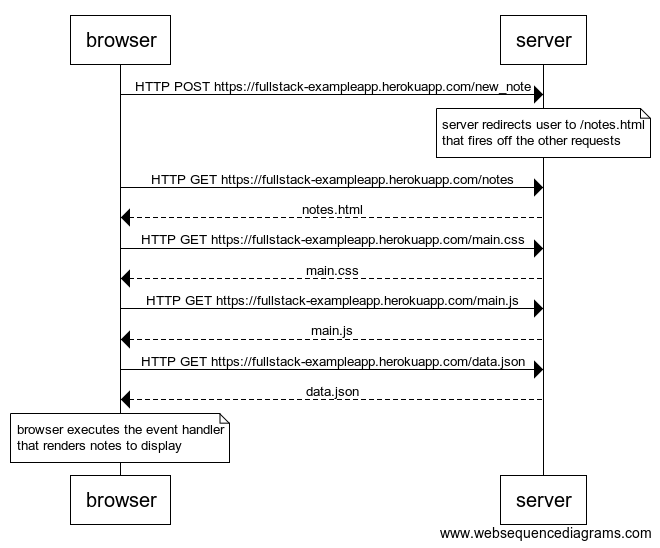 browser
server
HTTP POST https://fullstack-exampleapp.herokuapp.com/new_note
server redirects user to /notes.html
that fires off the other requests
HTTP GET https://fullstack-exampleapp.herokuapp.com/notes
notes.html
HTTP GET https://fullstack-exampleapp.herokuapp.com/main.css
main.css
HTTP GET https://fullstack-exampleapp.herokuapp.com/main.js
main.js
HTTP GET https://fullstack-exampleapp.herokuapp.com/data.json
data.json
browser executes the event handler
that renders notes to display
browser
server
www.websequencediagrams.com